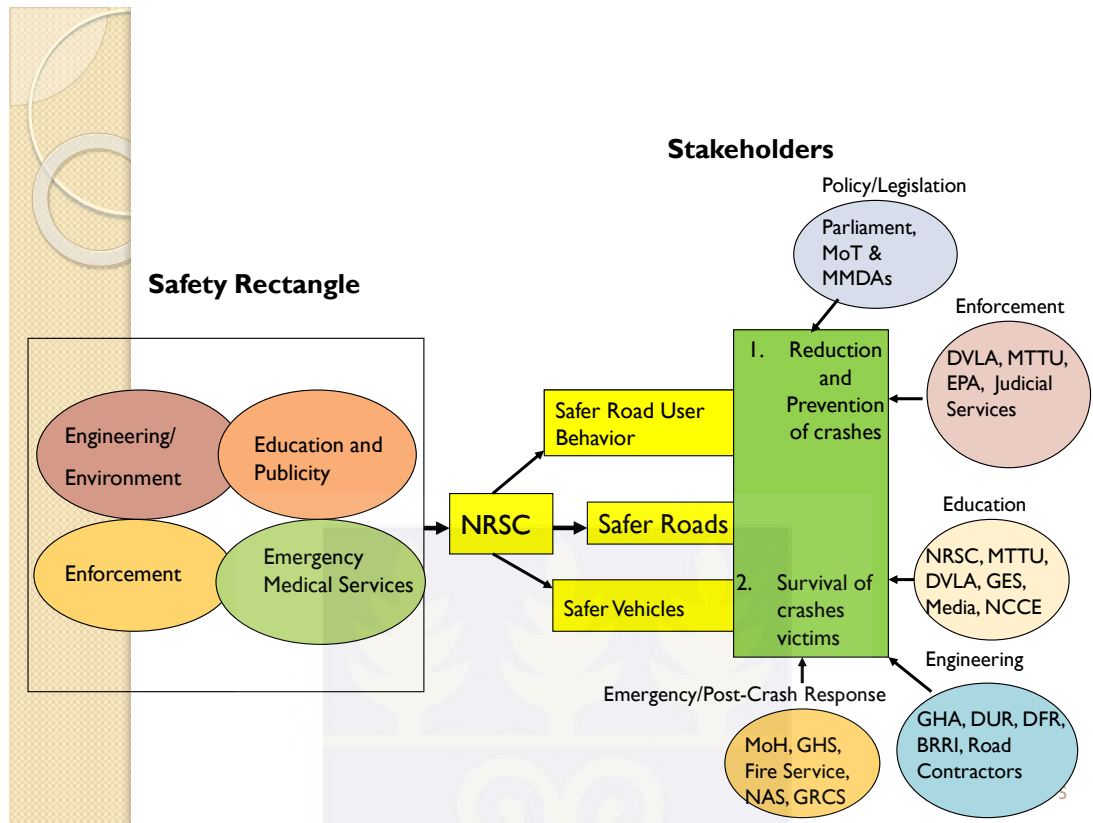 Stakeholders
Policy/Legislation
Parliament,
MoT &
MMDAs
Safety Rectangle
Enforcement
DVLA, MTTU,
EPA, Judicial
Services
Engineering/
Environment
Education and
Publicity
Enforcement
Emergency
Medical Services
NRSC
Safer Road User
Behavior
Safer Roads
Safer Vehicles
1. Reduction
and
Prevention
of crashes
2. Survival of
crashes
victims
Education
NRSC, MTTU,
DVLA, GES,
Media, NCCE
Engineering
GHA, DUR, DFR,
BRRI, Road
Contractors
Emergency/Post-Crash Response
MoH, GHS,
Fire Service,
NAS, GRCS